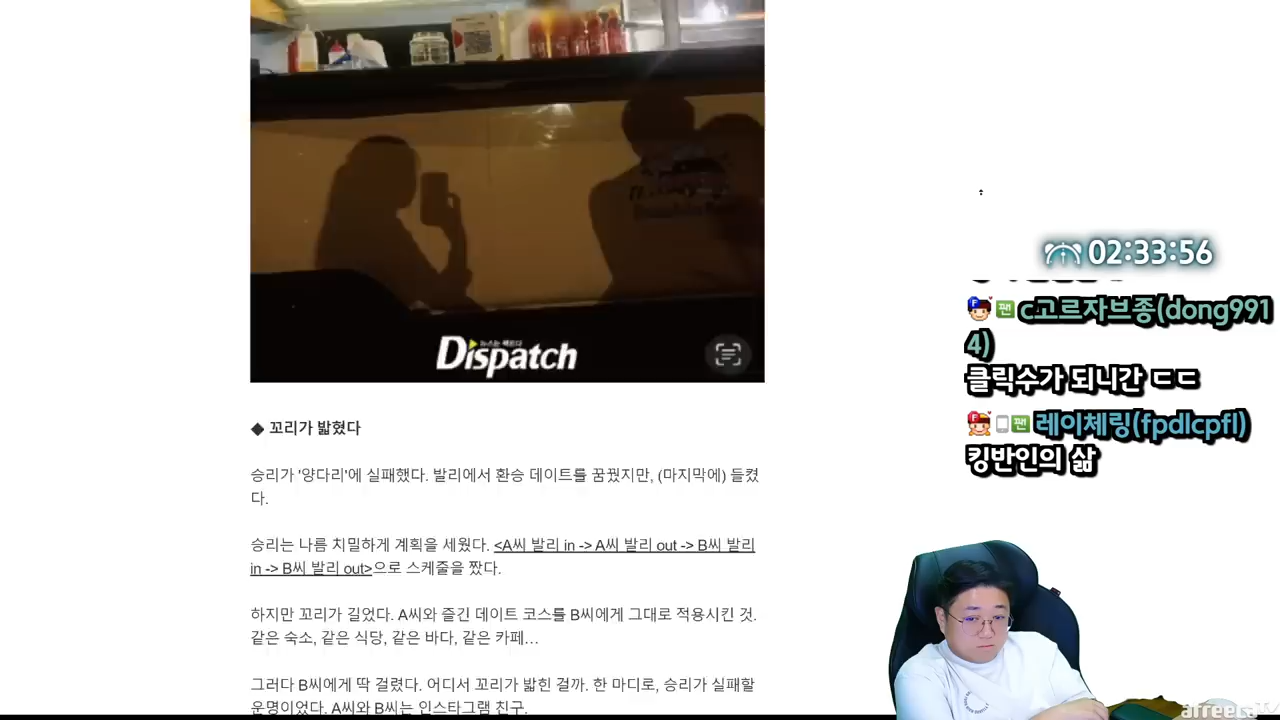 뉴스는 팩트다
Dispatch
◆ 꼬리가 밟혔다
승리가 '양다리'에 실패했다. 발리에서 환승 데이트를 꿈꿨지만, (마지막에) 들켰
다.
승리는 나름 치밀하게 계획을 세웠다. <A씨 발리 in -> A씨 발리 out -> B씨 발리
in -> B씨 발리 out>으로 스케줄을 짰다.
하지만 꼬리가 길었다. A씨와 즐긴 데이트 코스를 B씨에게 그대로 적용시킨 것.
같은 숙소, 같은 식당, 같은 바다, 같은 카페…
그러다 B씨에게 딱 걸렸다. 어디서 꼬리가 밟힌 걸까. 한 마디로, 승리가 실패할
운명이었다. A씨와 B씨는 인스타그램 친구.
02:33:56
F 팬 c고르자브종(dong991
4)
클릭수가 되니간 ㄷㄷ
F 팬 레이체링(fpdlcpfl)
킹반인의 삶
afreecaTV